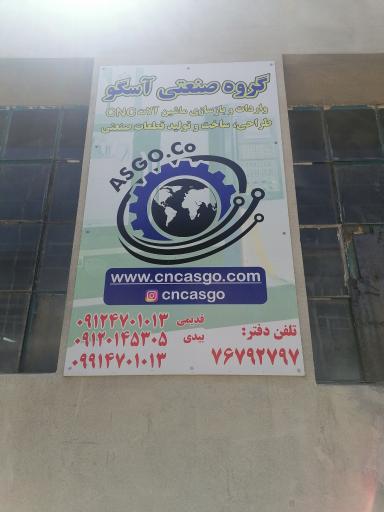 گروه صنعتی آسگو
واردات و بازسازی ماشین آلات CNC
طراحی، ساخت و تولید قطعات صنعتی
ASGO.Co
www.cncasgo.com
cncasgo
قدیمی ۰۹۱۲۴۷۰۱۰۱۳
بیدی ۰۹۱۲۰۱۴۵۳۰۵
۰۹۹۱۴۷۰۱۰۱۳
تلفن دفتر:
۷۶۷۹۲۷۹۷